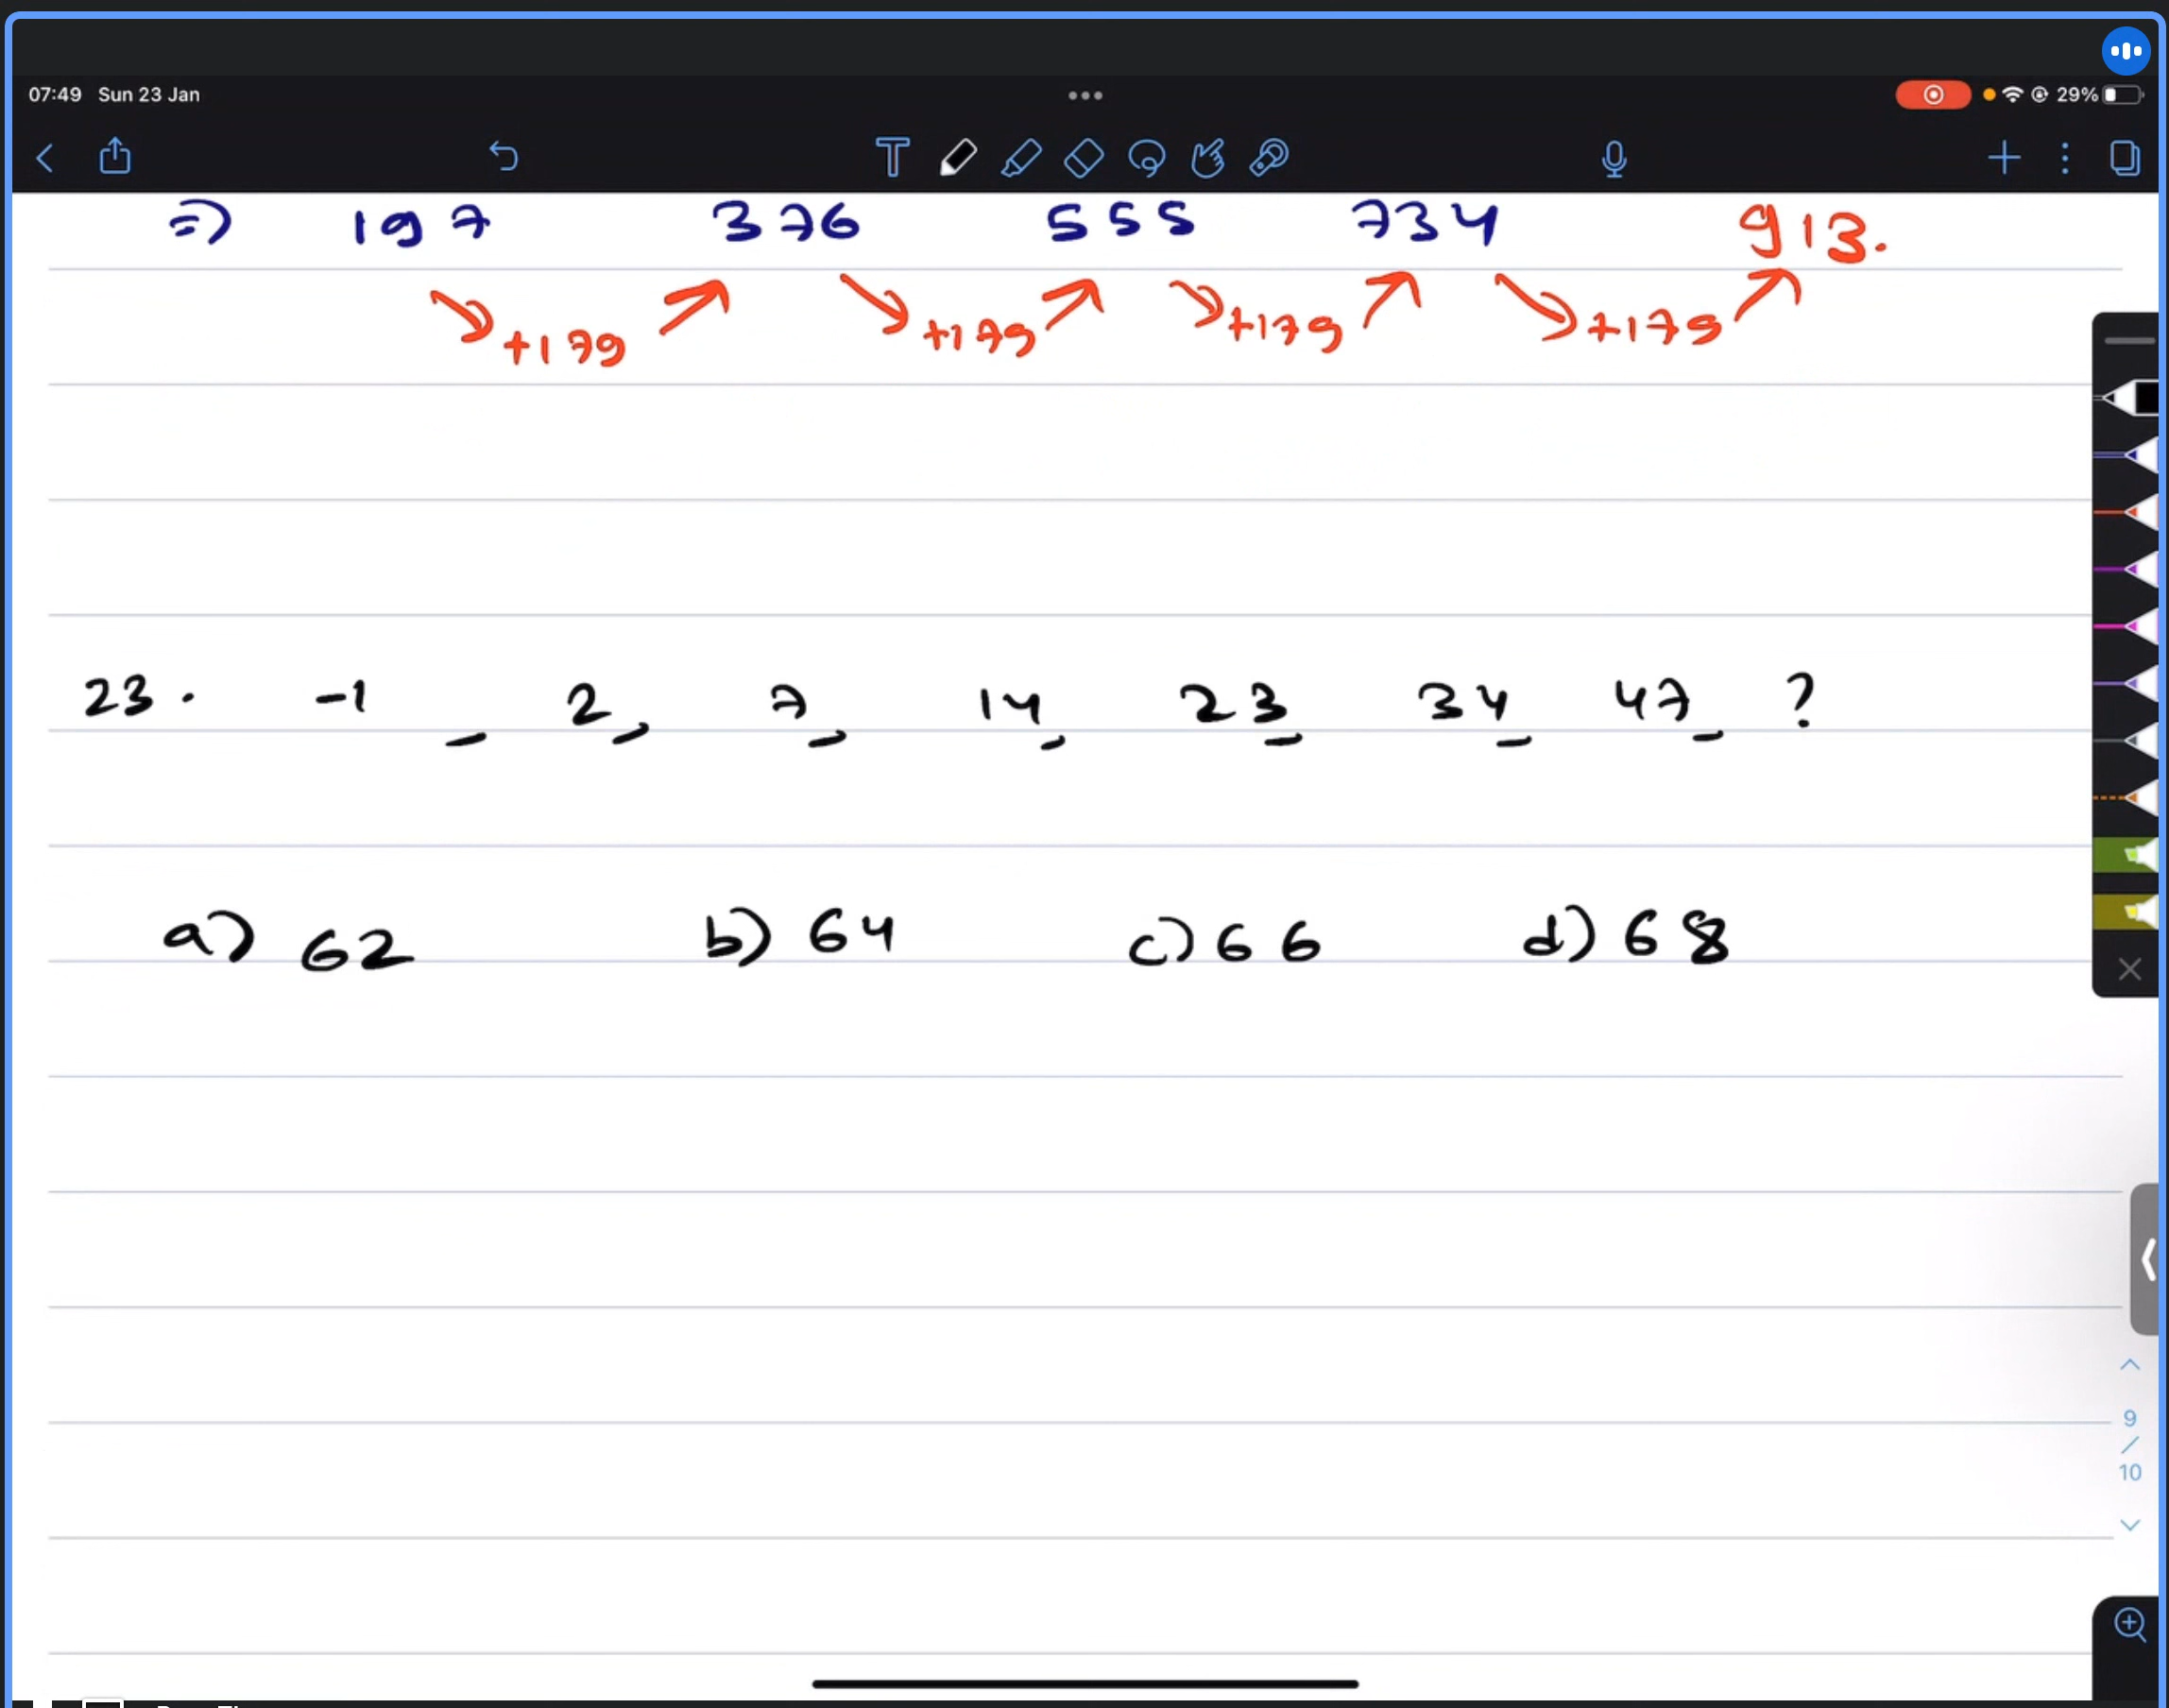 07:49 Sun 23 Jan 29%
=> 197 376 555 734 913.
+179 +179 +179 +179
23. -1 _ 2, 7, 14, 23, 34, 47, ?
a) 62 b) 64 c) 66 d) 68
9
/
10